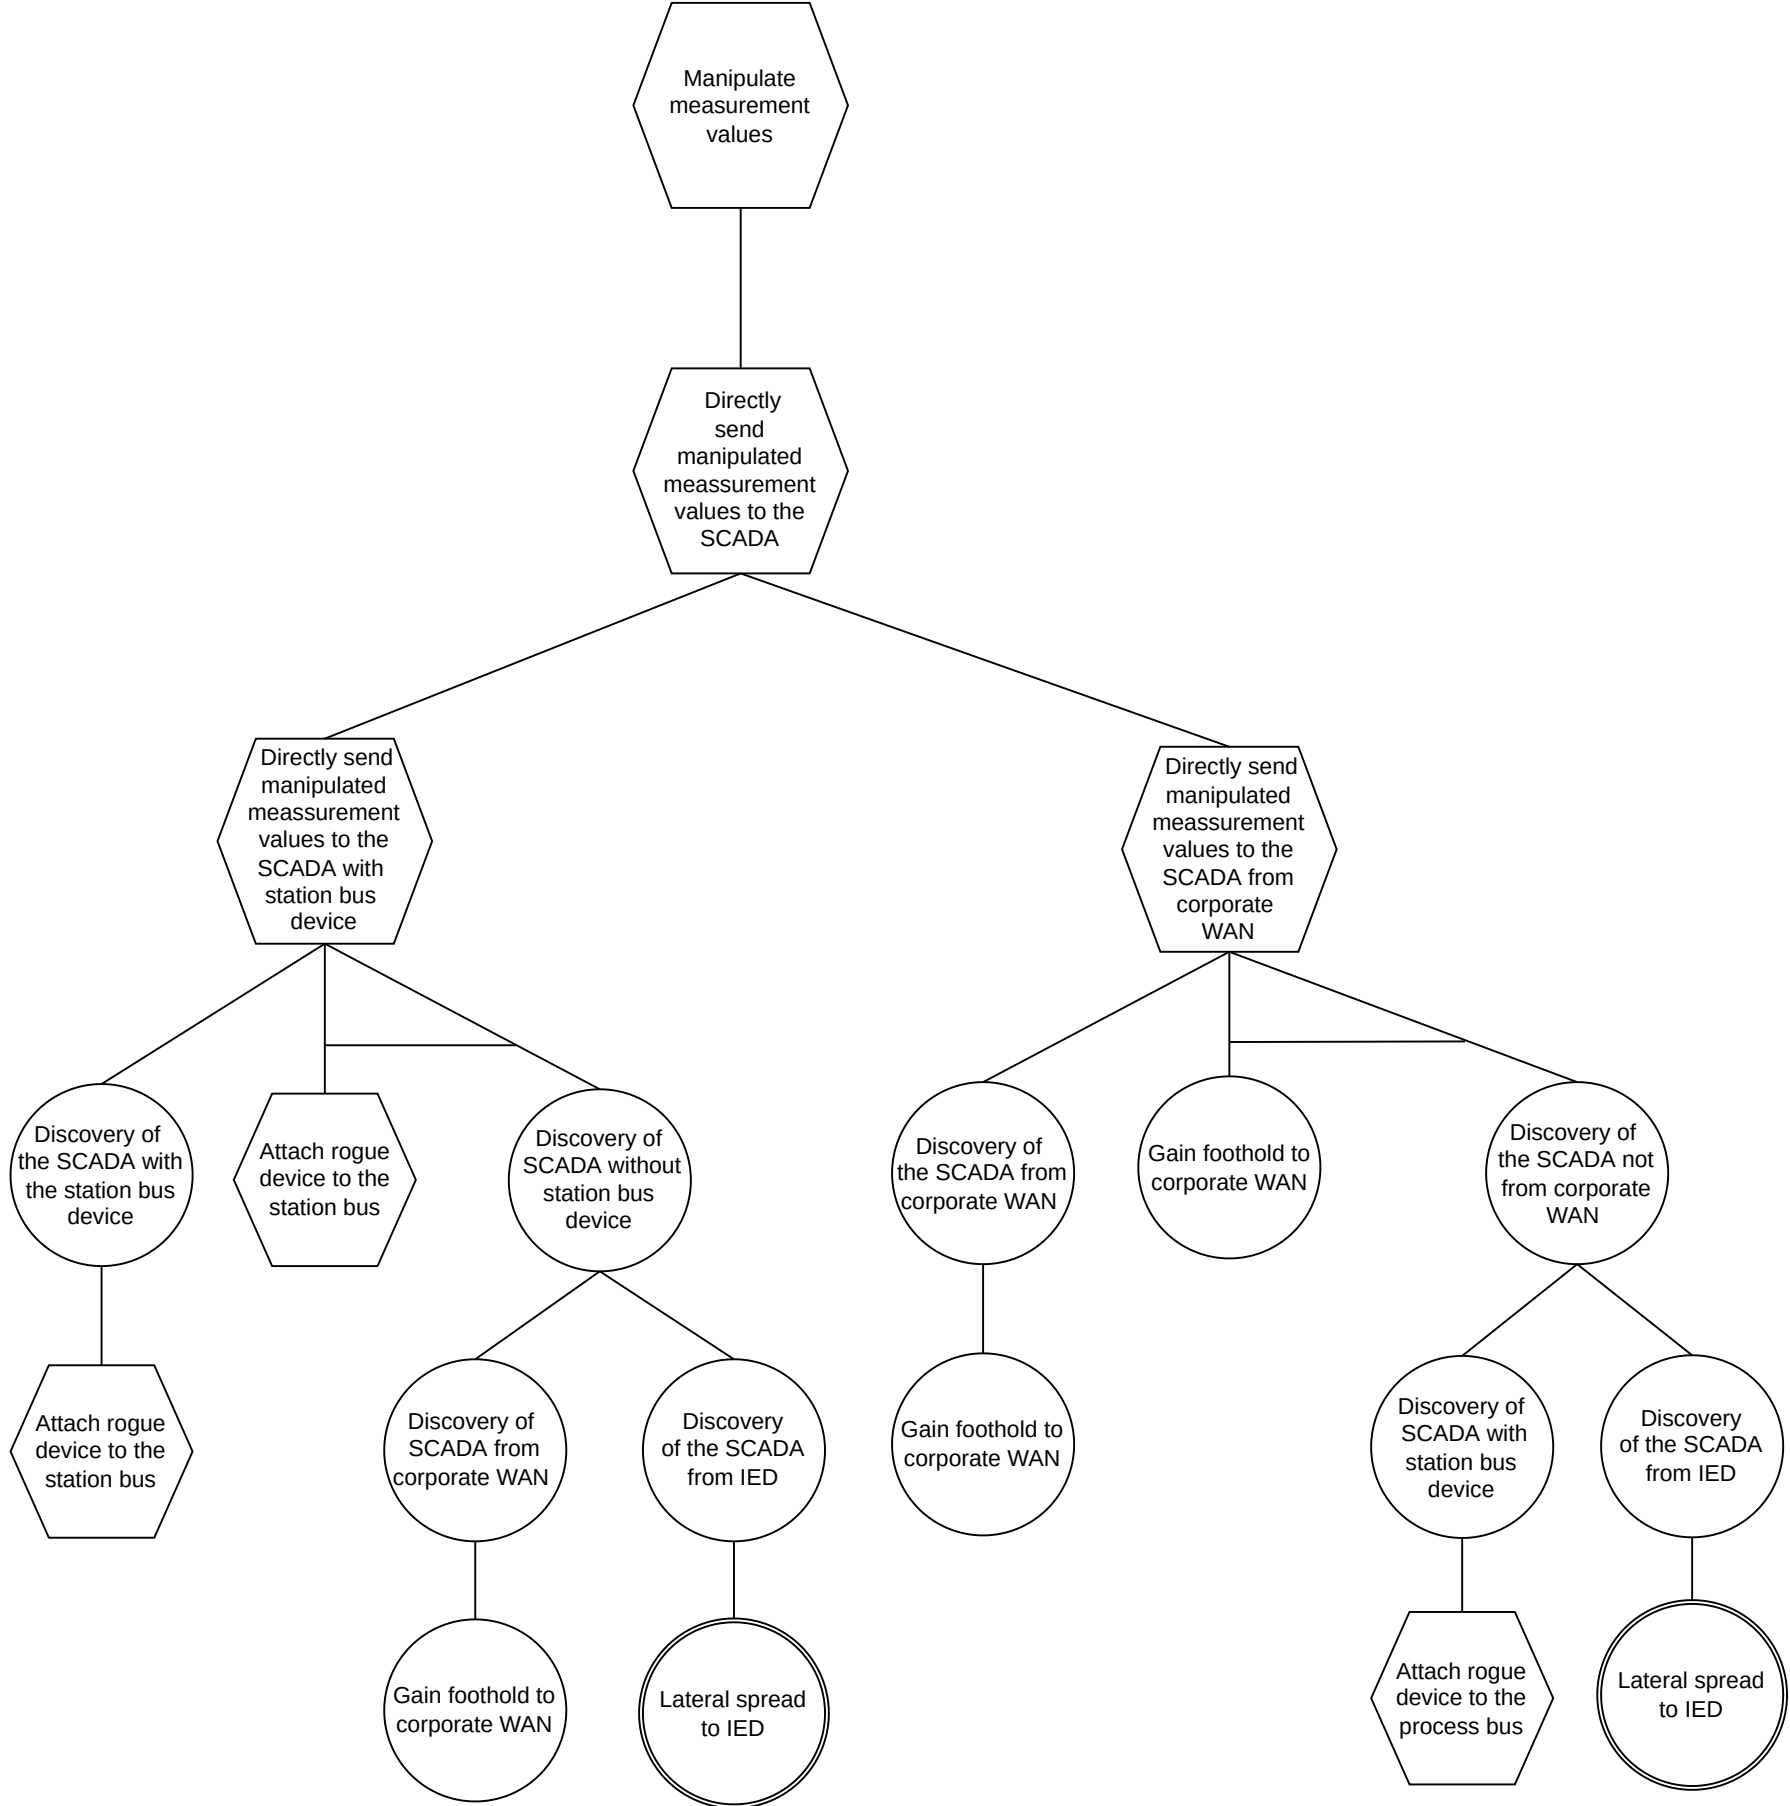 Manipulate
measurement
values
Directly
send
manipulated
meassurement
values to the
SCADA
Directly send
manipulated
meassurement
values to the
SCADA with
station bus
device
Directly send
manipulated
meassurement
values to the
SCADA from
corporate
WAN
Discovery of
the SCADA with
the station bus
device
Attach rogue
device to the
station bus
Discovery of
SCADA without
station bus
device
Discovery of
the SCADA from
corporate WAN
Gain foothold to
corporate WAN
Discovery of
the SCADA not
from corporate
WAN
Attach rogue
device to the
station bus
Discovery of
SCADA from
corporate WAN
Discovery
of the SCADA
from IED
Gain foothold to
corporate WAN
Discovery of
SCADA with
station bus
device
Discovery
of the SCADA
from IED
Gain foothold to
corporate WAN
Lateral spread
to IED
Attach rogue
device to the
process bus
Lateral spread
to IED